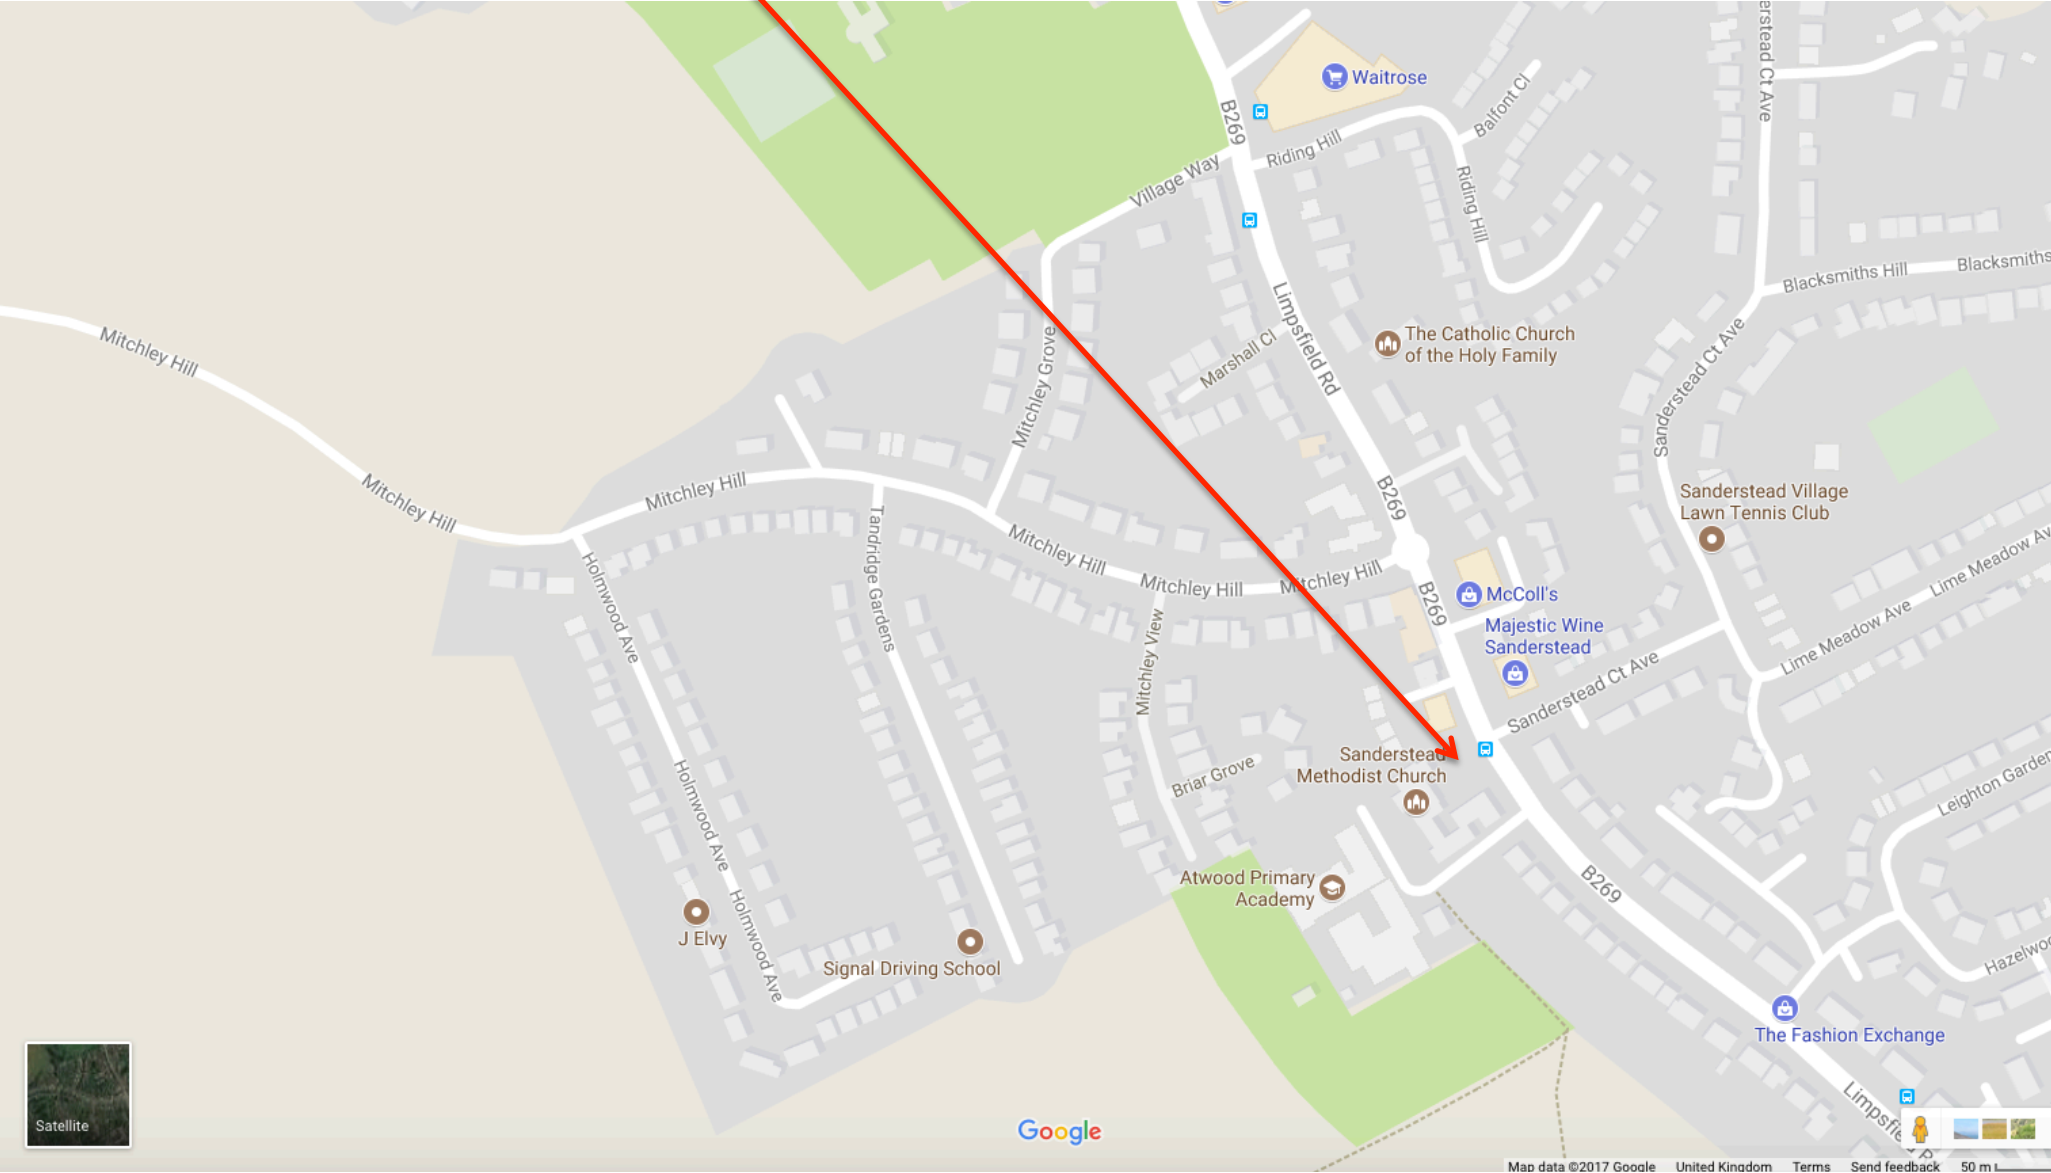 erstead Ct Ave
Waitrose
B269
Balfont Cl
Riding Hill
Village Way
Riding Hill
Blacksmiths Hill
Blacksmiths
Limpsfield Rd
Mitchley Hill
The Catholic Church
of the Holy Family
Marshall Cl
Mitchley Grove
Sanderstead Ct Ave
Mitchley Hill
Mitchley Hill
B269
Sanderstead Village
Lawn Tennis Club
Tandridge Gardens
Mitchley Hill
Mitchley Hill
Mitchley Hill
Holmwood Ave
B269
McColl's
Majestic Wine
Sanderstead
Lime Meadow Av
Lime Meadow Ave
Mitchley View
Sanderstead Ct Ave
Sanderstead
Methodist Church
Briar Grove
Leighton Garden
Holmwood Ave
Atwood Primary
Academy
B269
Holmwood Ave
J Elvy
Signal Driving School
Hazelwo
The Fashion Exchange
Limpsfie
R
Satellite
Google
Map data ©2017 Google United Kingdom Terms Send feedback 50 m